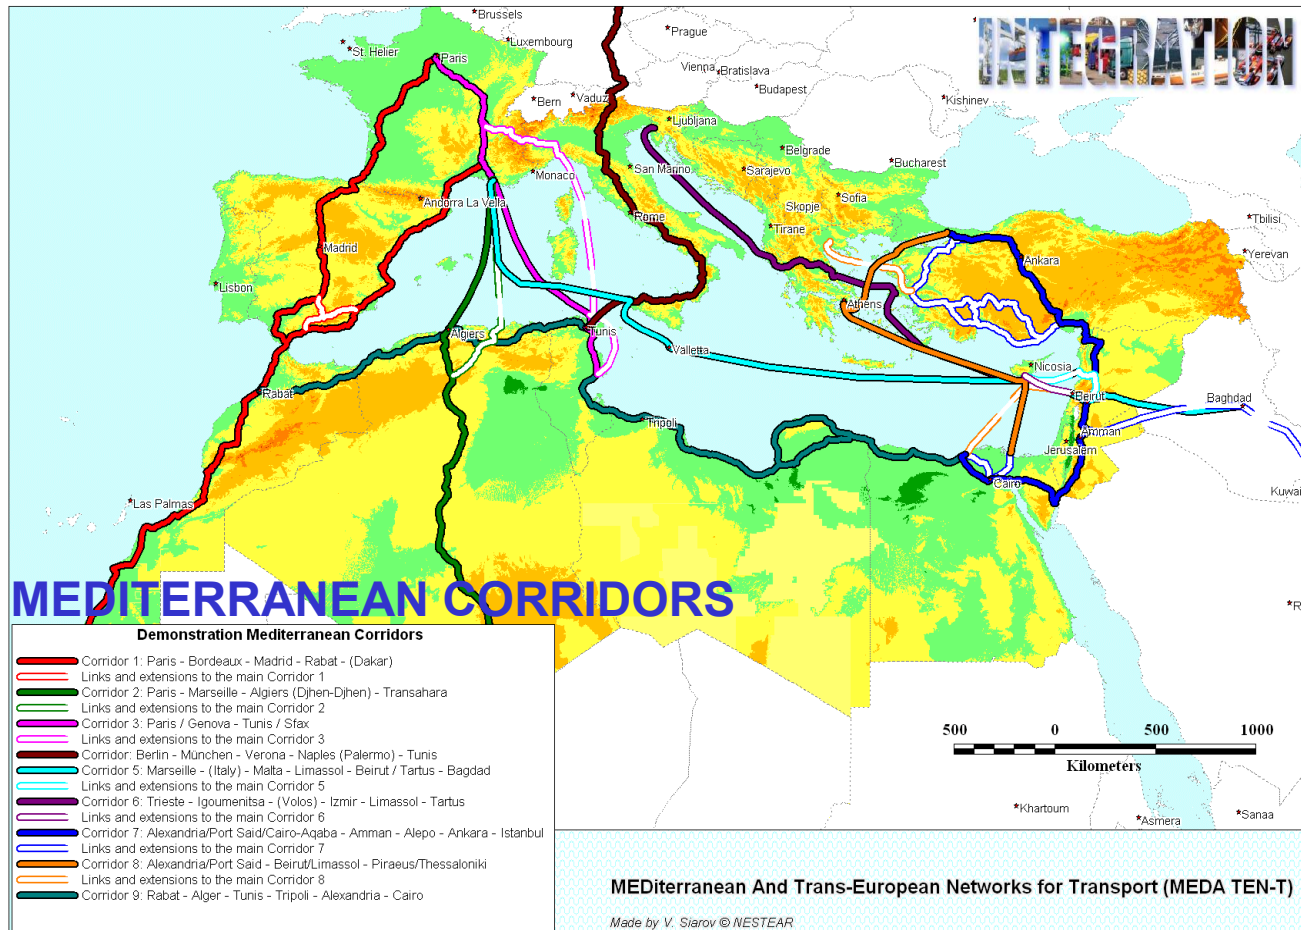 INTEGRATION
Brussels
Prague
St. Helier
Luxembourg
Paris
Vienna
Bratislava
Budapest
Bern
Vaduz
Kishinev
Ljubljana
Belgrade
Bucharest
Monaco
San Marino
Sarajevo
Andorra La Vella
Rome
Skopje
Sofia
Tirane
Tbilisi
Madrid
Ankara
Yerevan
Lisbon
Athens
Algiers
Tunis
Valletta
Nicosia
Rabat
Beirut
Baghdad
Tripoli
Amman
Jerusalem
Cairo
Kuwai
Las Palmas
R
MEDITERRANEAN CORRIDORS
Demonstration Mediterranean Corridors
Corridor 1: Paris - Bordeaux - Madrid - Rabat - (Dakar)
Links and extensions to the main Corridor 1
Corridor 2: Paris - Marseille - Algiers (Djhen-Djhen) - Transahara
Links and extensions to the main Corridor 2
Corridor 3: Paris / Genova - Tunis / Sfax
Links and extensions to the main Corridor 3
Corridor: Berlin - München - Verona - Naples (Palermo) - Tunis
Corridor 5: Marseille - (Italy) - Malta - Limassol - Beirut / Tartus - Bagdad
Links and extensions to the main Corridor 5
Corridor 6: Trieste - Igoumenitsa - (Volos) - Izmir - Limassol - Tartus
Links and extensions to the main Corridor 6
Corridor 7: Alexandria/Port Said/Cairo-Aqaba - Amman - Alepo - Ankara - Istanbul
Links and extensions to the main Corridor 7
Corridor 8: Alexandria/Port Said - Beirut/Limassol - Piraeus/Thessaloniki
Links and extensions to the main Corridor 8
Corridor 9: Rabat - Alger - Tunis - Tripoli - Alexandria - Cairo
500 0 500 1000
Kilometers
Khartoum
Asmera
Sanaa
MEDiterranean And Trans-European Networks for Transport (MEDA TEN-T)
Made by V. Siarov © NESTEAR